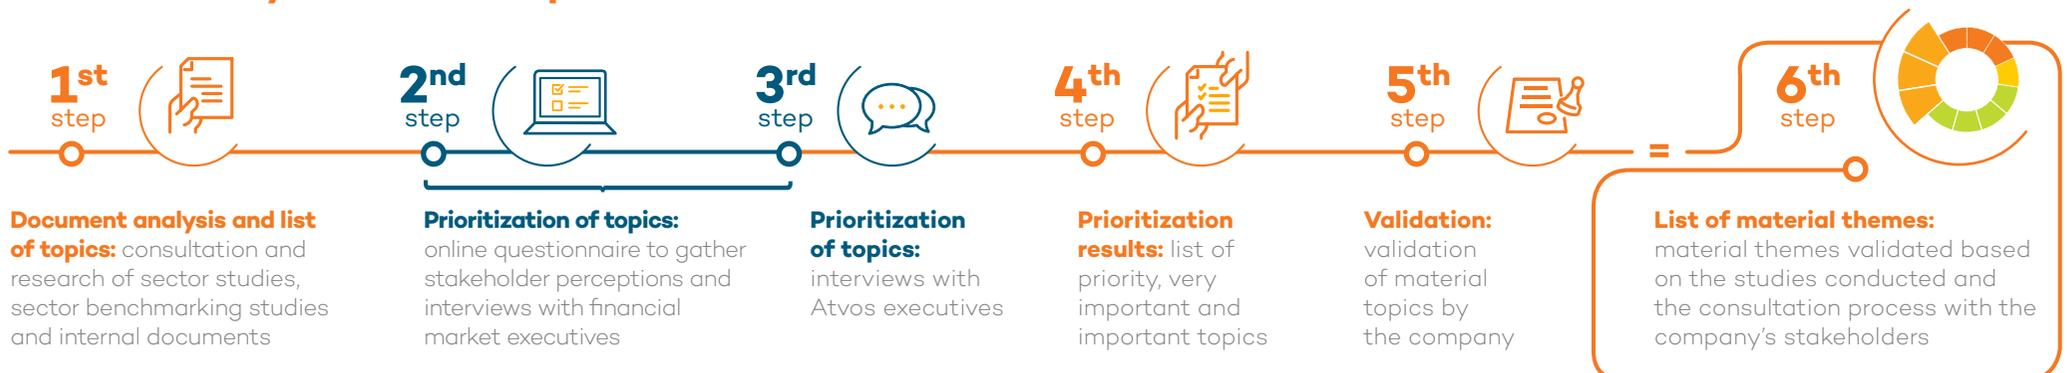 1st
step
2nd
step
3rd
step
4th
step
5th
step
=
6th
step
Document analysis and list
of topics: consultation and
research of sector studies,
sector benchmarking studies
and internal documents
Prioritization of topics:
online questionnaire to gather
stakeholder perceptions and
interviews with financial
market executives
Prioritization
of topics:
interviews with
Atvos executives
Prioritization
results: list of
priority, very
important and
important topics
Validation:
validation
of material
topics by
the company
List of material themes:
material themes validated based
on the studies conducted and
the consultation process with the
company's stakeholders